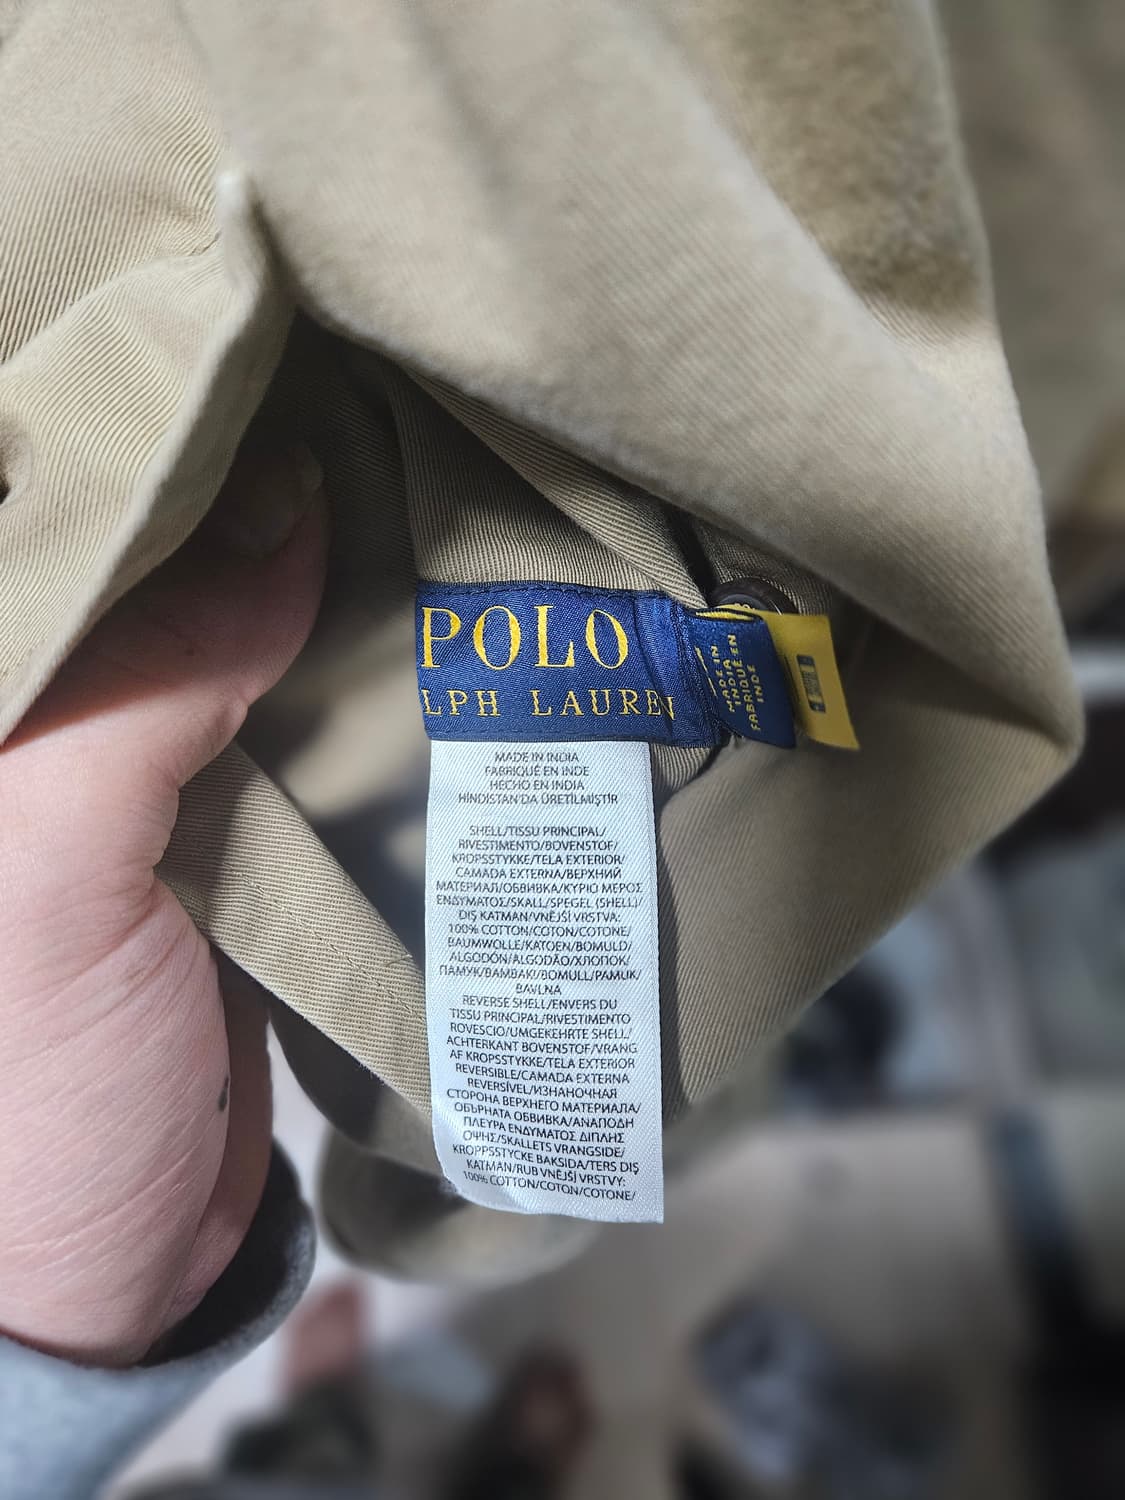 POLO
LPH LAUREN
MADE IN
INDIA
FABRIQUÉ EN
INDE
MADE IN INDIA
FABRIQUÉ EN INDE
HECHO EN INDIA
HİNDİSTAN'DA ÜRETİLMİŞTİR
SHELL/TISSU PRINCIPAL/
RIVESTIMENTO/BOVENSTOF/
KROPSSTYKKE/TELA EXTERIOR/
CAMADA EXTERNA/ВЕРХНИЙ
МАТЕРИАЛ/ОБВИВКА/ΚΥΡΙΟ ΜΕΡΟΣ
ΕΝΔΥΜΑΤΟΣ/SKALL/SPEGEL (SHELL)/
DIŞ KATMAN/VNĚJŠÍ VRSTVA:
100% COTTON/COTON/COTONE/
BAUMWOLLE/KATOEN/BOMULD/
ALGODÓN/ALGODÃO/ХЛОПОК/
ПАМУК/ΒΑΜΒΑΚΙ/BOMULL/PAMUK/
BAVLNA
REVERSE SHELL/ENVERS DU
TISSU PRINCIPAL/RIVESTIMENTO
ROVESCIO/UMGEKEHRTE SHELL/
ACHTERKANT BOVENSTOF/VRANG
AF KROPSSTYKKE/TELA EXTERIOR
REVERSIBLE/CAMADA EXTERNA
REVERSÍVEL/ИЗНАНОЧНАЯ
СТОРОНА ВЕРХНЕГО МАТЕРИАЛА/
ОБЪРНАТА ОБВИВКА/ΑΝΑΠΟΔΗ
ΠΛΕΥΡΑ ΕΝΔΥΜΑΤΟΣ ΔΙΠΛΗΣ
ΟΨΗΣ/SKALLETS VRANGSIDE/
KROPPSSTYCKE BAKSIDA/TERS DIŞ
KATMAN/RUB VNĚJŠÍ VRSTVY:
100% COTTON/COTON/COTONE/